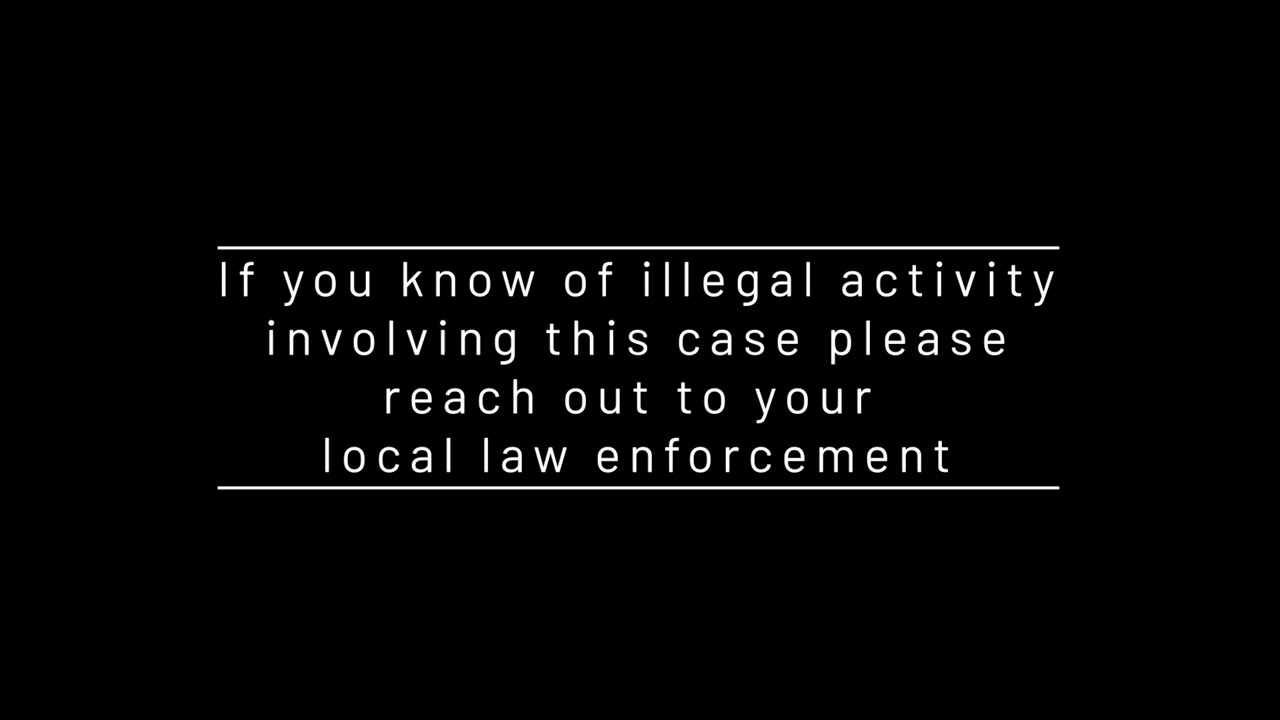 If you know of illegal activity
involving this case please
reach out to your
local law enforcement